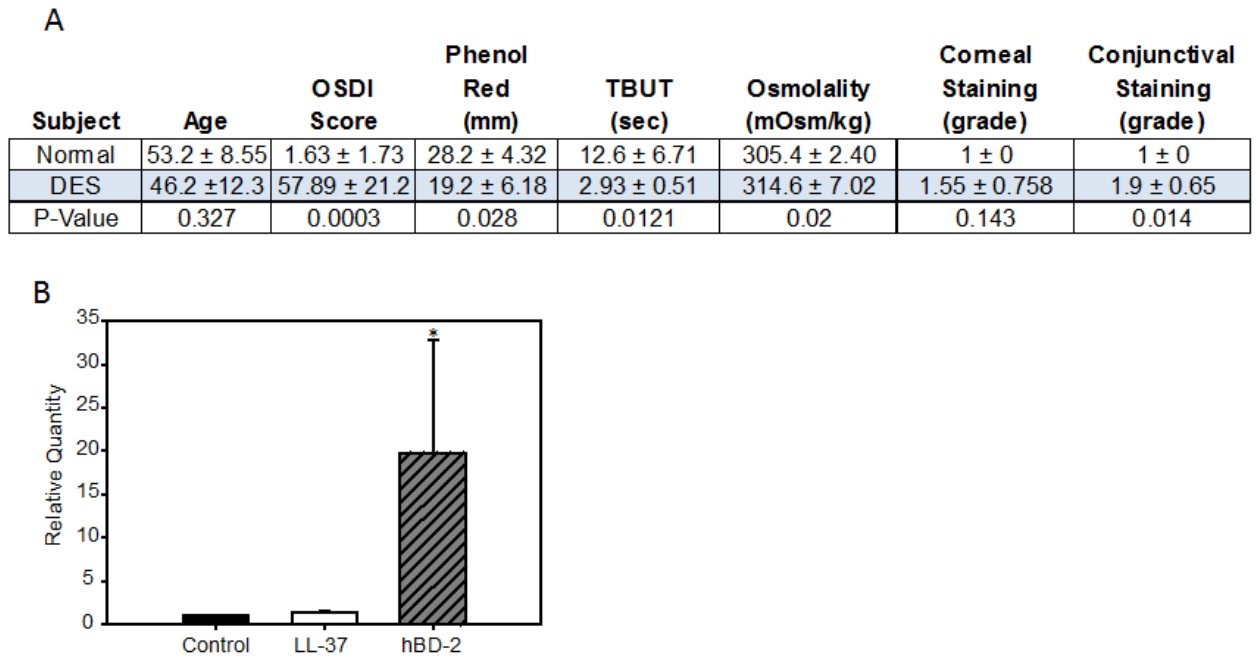 A
Subject Age OSDI Score Phenol Red (mm) TBUT (sec) Osmolality (mOsm/kg) Corneal Staining (grade) Conjunctival Staining (grade)
Normal 53.2 ± 8.55 1.63 ± 1.73 28.2 ± 4.32 12.6 ± 6.71 305.4 ± 2.40 1 ± 0 1 ± 0
DES 46.2 ±12.3 57.89 ± 21.2 19.2 ± 6.18 2.93 ± 0.51 314.6 ± 7.02 1.55 ± 0.758 1.9 ± 0.65
P-Value 0.327 0.0003 0.028 0.0121 0.02 0.143 0.014
B
Relative Quantity
35
30
25
20
15
10
5
0
*
Control LL-37 hBD-2